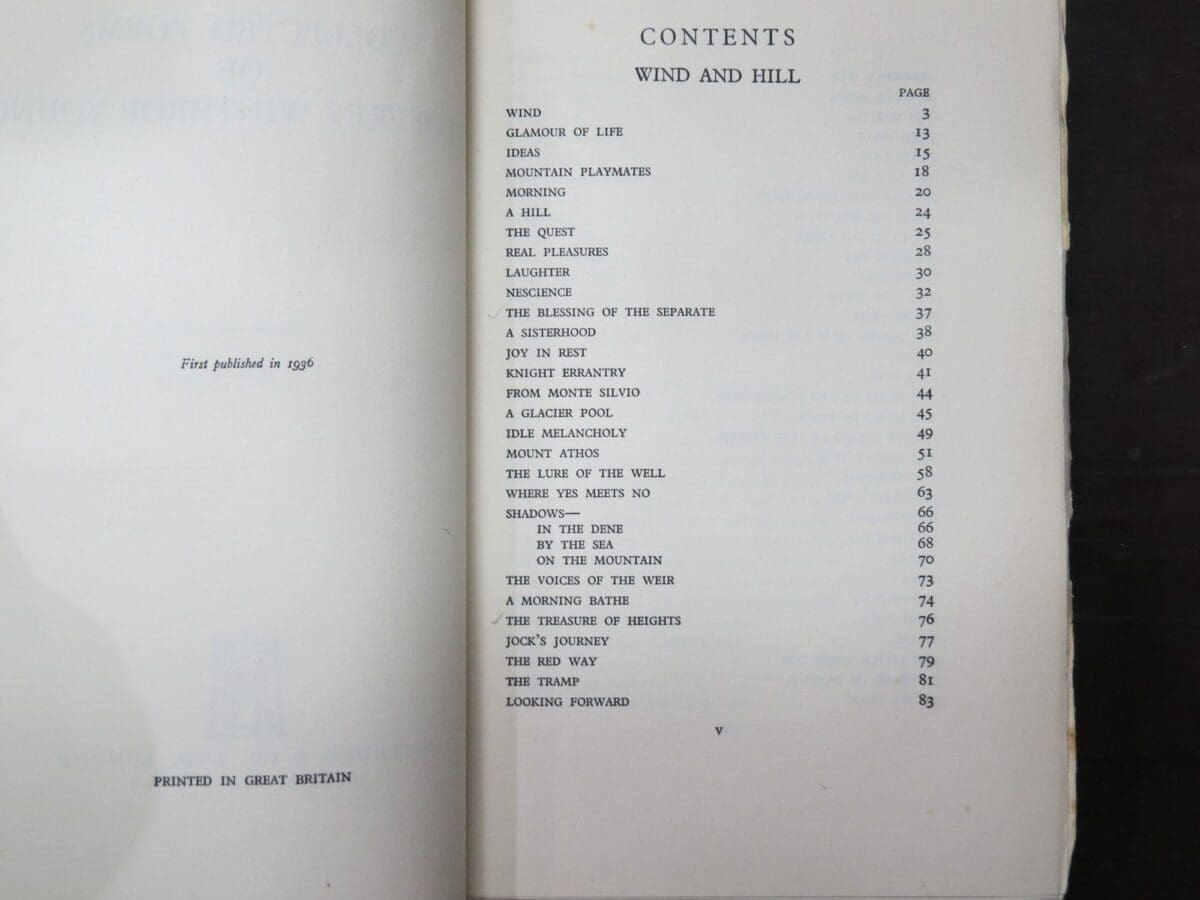 First published in 1936
PRINTED IN GREAT BRITAIN
CONTENTS
WIND AND HILL
PAGE
WIND 3
GLAMOUR OF LIFE 13
IDEAS 15
MOUNTAIN PLAYMATES 18
MORNING 20
A HILL 24
THE QUEST 25
REAL PLEASURES 28
LAUGHTER 30
NESCIENCE 32
THE BLESSING OF THE SEPARATE 37
A SISTERHOOD 38
JOY IN REST 40
KNIGHT ERRANTRY 41
FROM MONTE SILVIO 44
A GLACIER POOL 45
IDLE MELANCHOLY 49
MOUNT ATHOS 51
THE LURE OF THE WELL 58
WHERE YES MEETS NO 63
SHADOWS— 66
IN THE DENE 66
BY THE SEA 68
ON THE MOUNTAIN 70
THE VOICES OF THE WEIR 73
A MORNING BATHE 74
THE TREASURE OF HEIGHTS 76
JOCK'S JOURNEY 77
THE RED WAY 79
THE TRAMP 81
LOOKING FORWARD 83
v